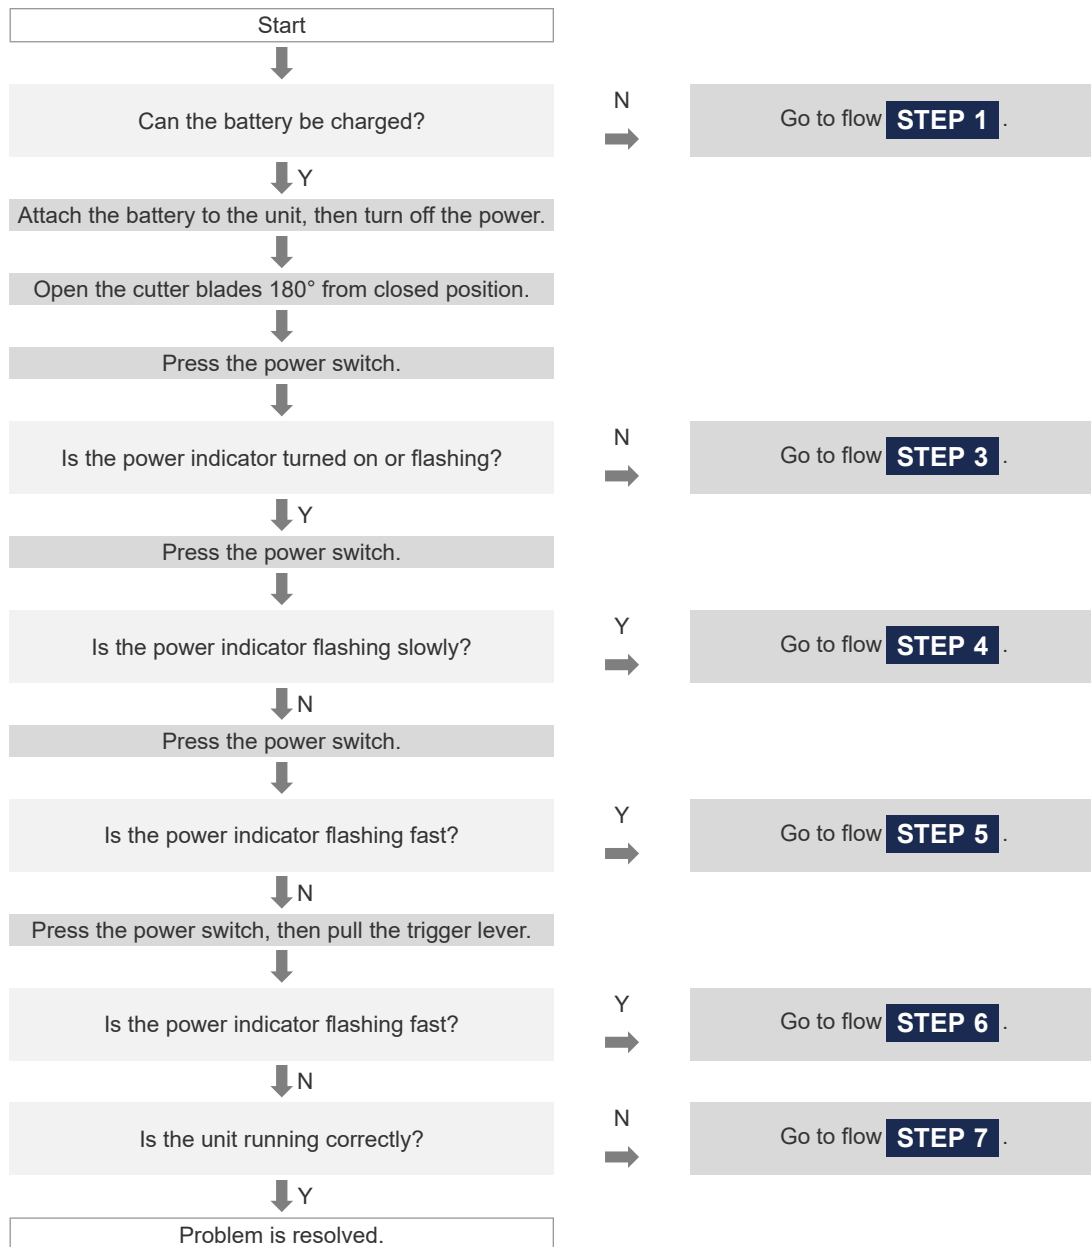 Start
Can the battery be charged?
N
Go to flow STEP 1 .
Y
Attach the battery to the unit, then turn off the power.
Open the cutter blades 180° from closed position.
Press the power switch.
Is the power indicator turned on or flashing?
N
Go to flow STEP 3 .
Y
Press the power switch.
Is the power indicator flashing slowly?
Y
Go to flow STEP 4 .
N
Press the power switch.
Is the power indicator flashing fast?
Y
Go to flow STEP 5 .
N
Press the power switch, then pull the trigger lever.
Is the power indicator flashing fast?
Y
Go to flow STEP 6 .
N
Is the unit running correctly?
N
Go to flow STEP 7 .
Y
Problem is resolved.